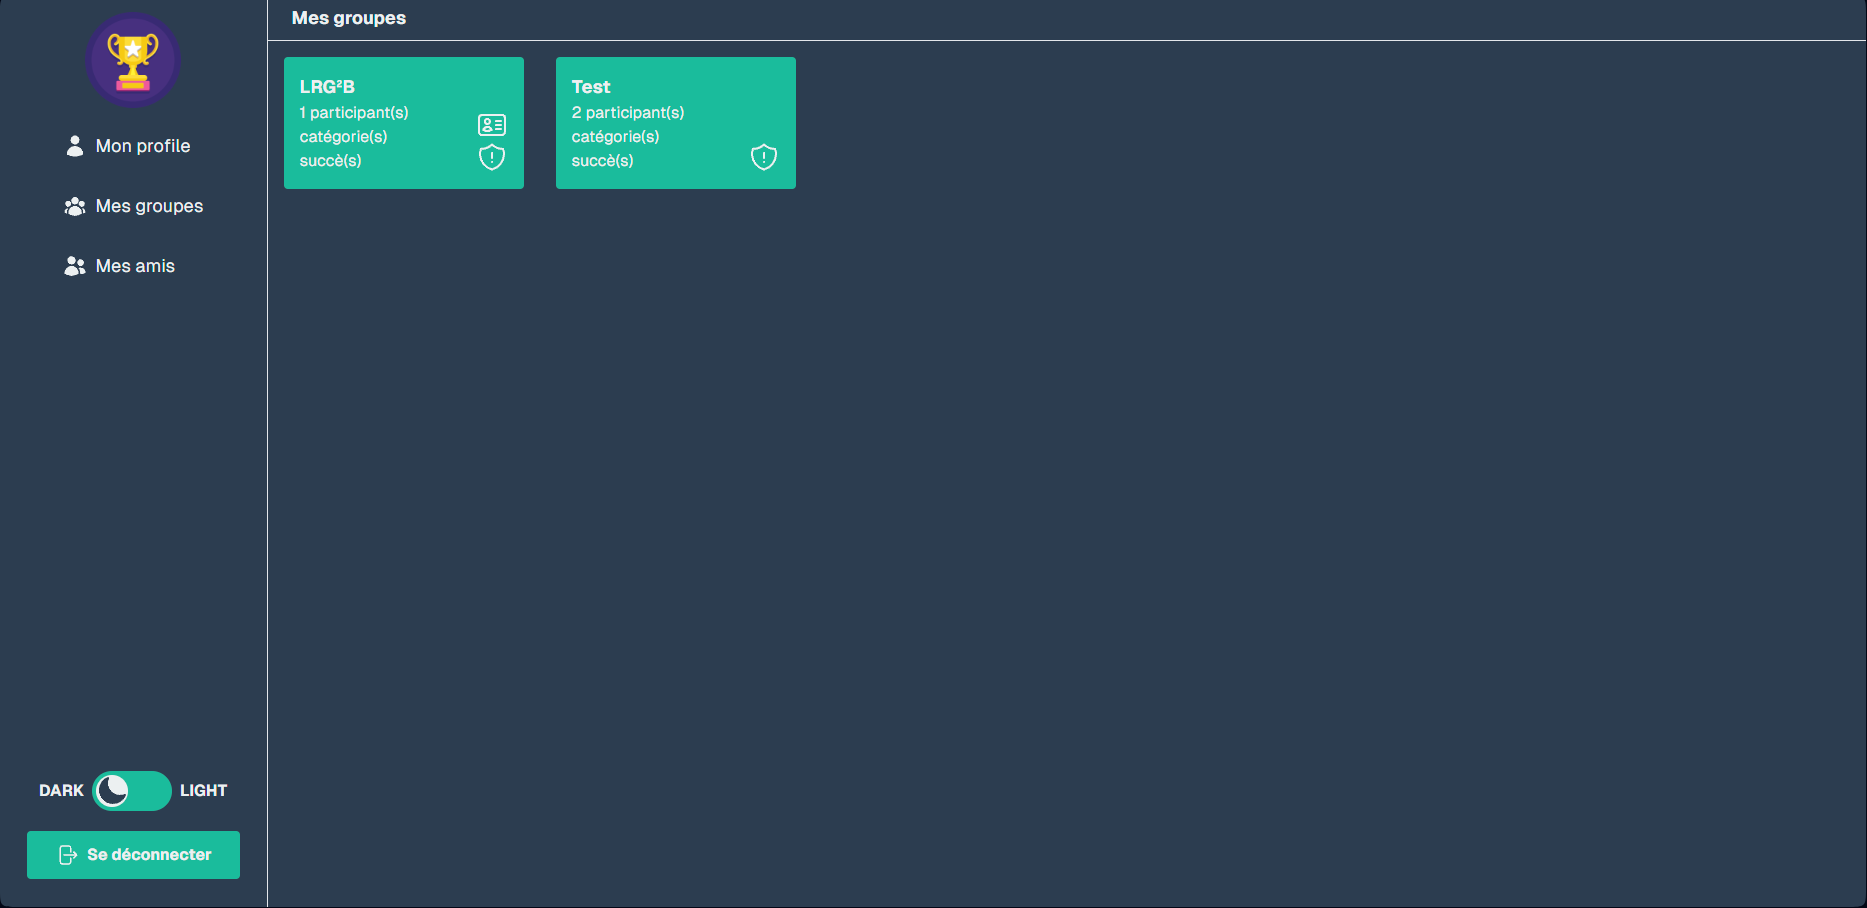 Mon profile
Mes groupes
Mes amis
DARK
LIGHT
Se déconnecter
Mes groupes
LRG²B
1 participant(s)
catégorie(s)
succè(s)
Test
2 participant(s)
catégorie(s)
succè(s)